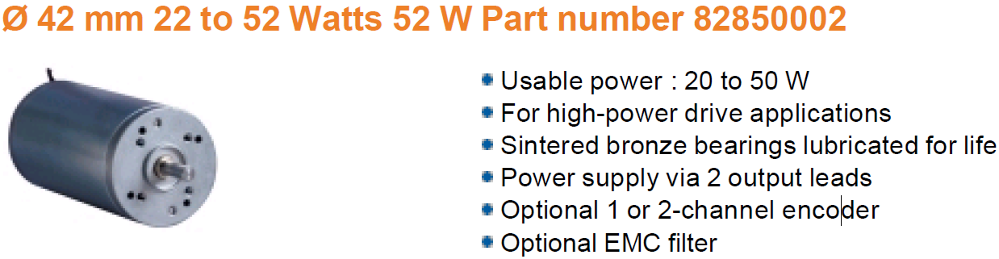 Ø 42 mm 22 to 52 Watts 52 W Part number 82850002
Usable power : 20 to 50 W
For high-power drive applications
Sintered bronze bearings lubricated for life
Power supply via 2 output leads
Optional 1 or 2-channel encoder
Optional EMC filter